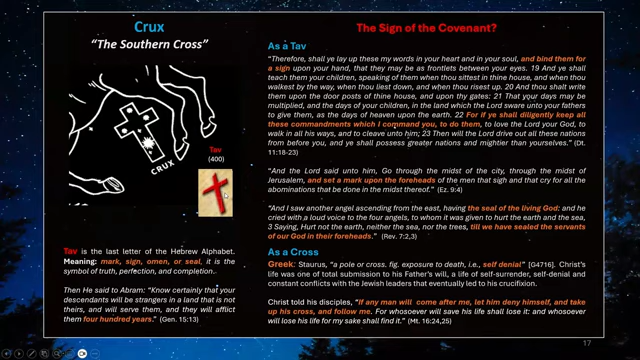 Crux
"The Southern Cross"
CRUX
Tav
(400)
Tav is the last letter of the Hebrew Alphabet.
Meaning: mark, sign, omen, or seal, it is
the symbol of truth, perfection, and completion.
Then He said to Abram: "Know certainly that your
descendants will be strangers in a land that is not
theirs, and will serve them, and they will afflict
them four hundred years." (Gen. 15:13)
The Sign of the Covenant?
As a Tav
"Therefore, shall ye lay up these my words in your heart and in your soul, and bind them for
a sign upon your hand, that they may be as frontlets between your eyes. 19 And ye shall
teach them your children, speaking of them when thou sittest in thine house, and when thou
walkest by the way, when thou liest down, and when thou risest up. 20 And thou shalt
write them upon the door posts of thine house, and upon thy gates: 21 That your days may
be multiplied, and the days of your children, in the land which the Lord sware unto your fathers
to give them, as the days of heaven upon the earth. 22 For if ye shall diligently keep all
these commandments which I command you, to do them, to love the Lord your God, to
walk in all his ways, and to cleave unto him; 23 Then will the Lord drive out all these nations
from before you, and ye shall possess greater nations and mightier than yourselves." (Dt.
11:18-23)
"And the Lord said unto him, Go through the midst of the city, through the midst of
Jerusalem, and set a mark upon the foreheads of the men that sigh and that cry for all the
abominations that be done in the midst thereof." (Ez. 9:4)
"And I saw another angel ascending from the east, having the seal of the living God: and he
cried with a loud voice to the four angels, to whom it was given to hurt the earth and the sea,
3 Saying, Hurt not the earth, neither the sea, nor the trees, till we have sealed the servants
of our God in their foreheads." (Rev. 7:2,3)
As a Cross
Greek: Staurus, "a pole or cross. fig. exposure to death, i.e., self denial [G4716]. Christ's
life was one of total submission to his Father's will, a life of self-surrender, self-denial and
constant conflicts with the Jewish leaders that eventually led to his crucifixion.
Christ told his disciples, "If any man will come after me, let him deny himself, and take
up his cross, and follow me. For whosoever will save his life shall lose it: and whosoever
will lose his life for my sake shall find it." (Mt. 16:24,25)
17